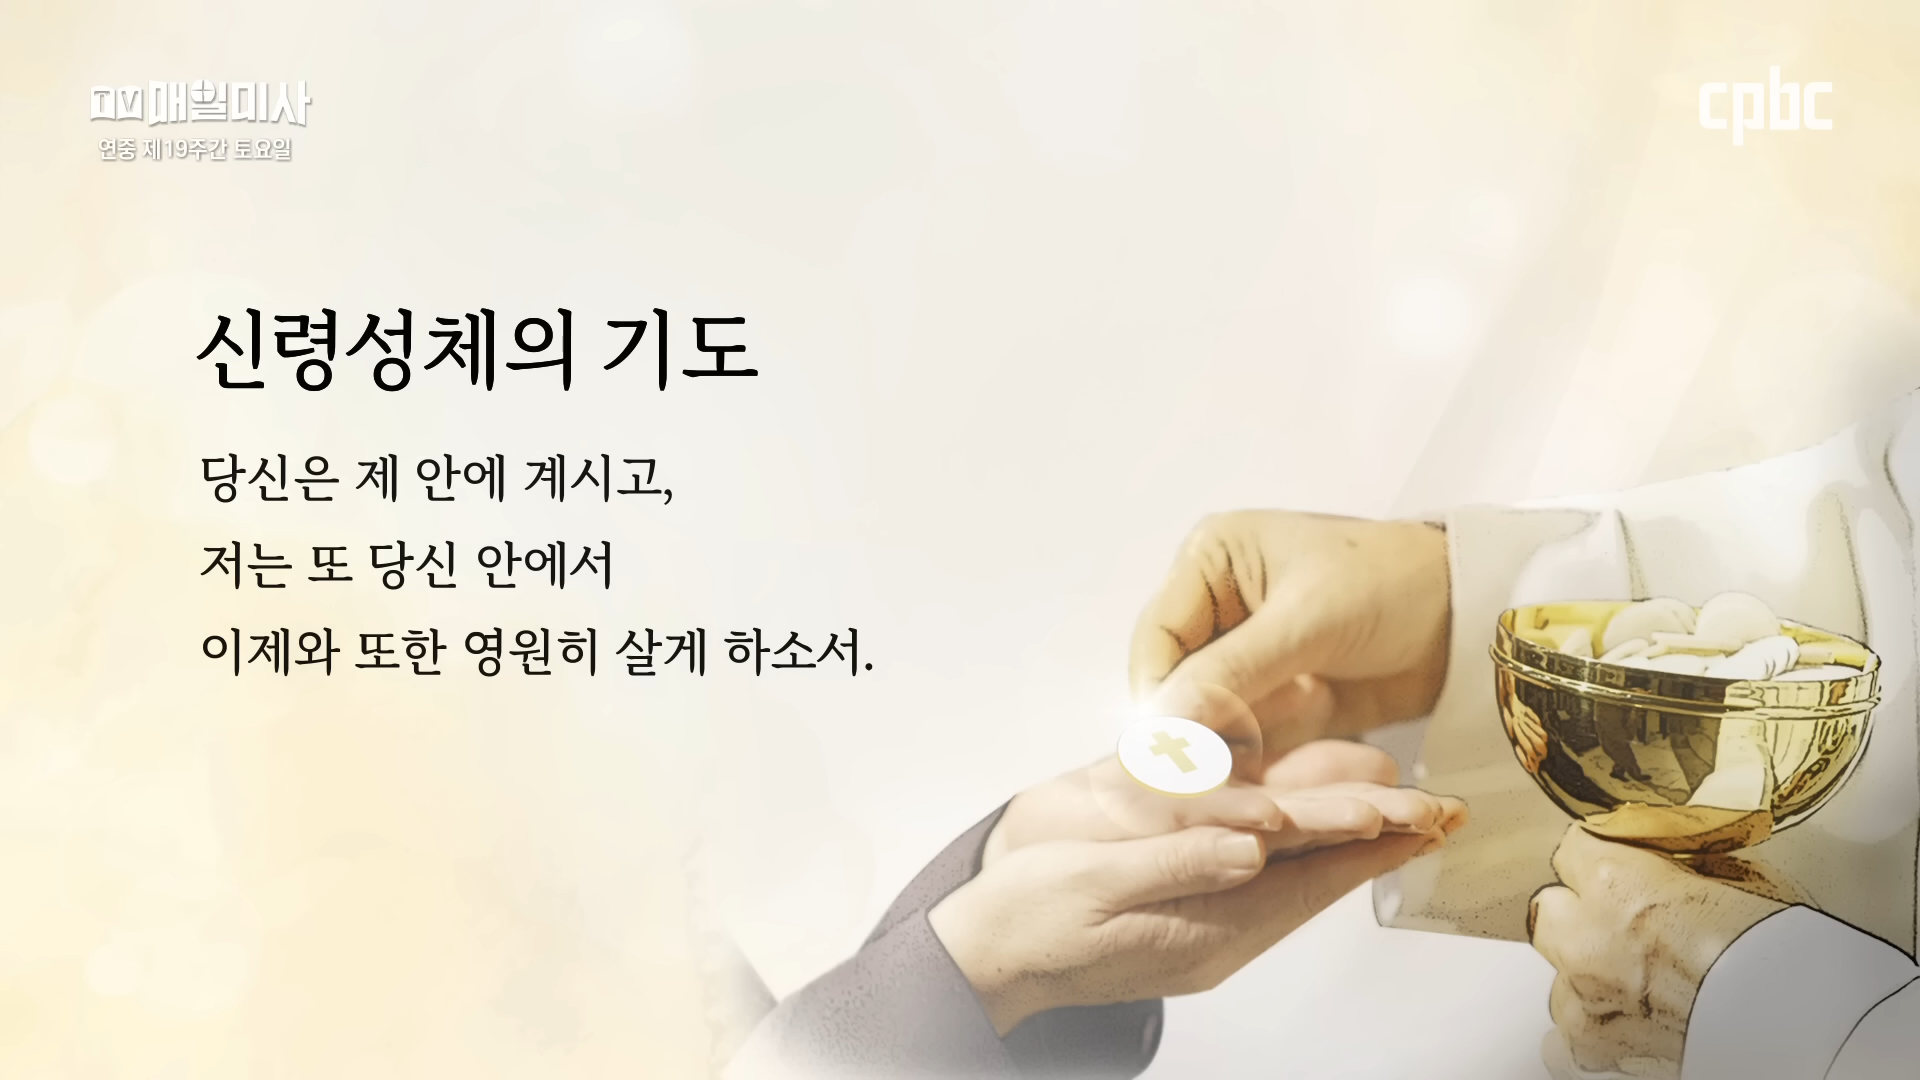 TV매일미사
연중 제19주간 토요일
cpbc
신령성체의 기도
당신은 제 안에 계시고,
저는 또 당신 안에서
이제와 또한 영원히 살게 하소서.